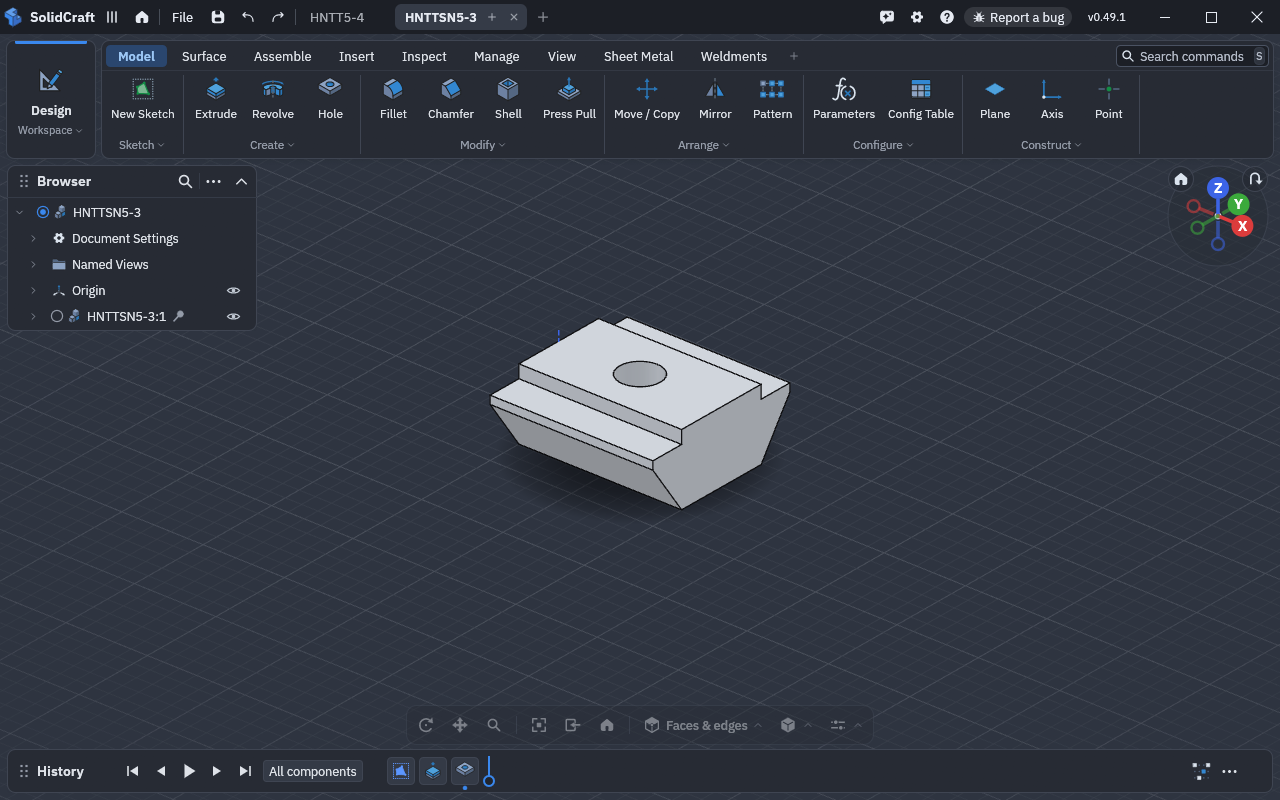 SolidCraft
File
HNTT5-4
HNTTSN5-3
Report a bug
v0.49.1
Design
Workspace
Model
Surface
Assemble
Insert
Inspect
Manage
View
Sheet Metal
Weldments
Search commands
S
New Sketch
Extrude
Revolve
Hole
Fillet
Chamfer
Shell
Press Pull
Move / Copy
Mirror
Pattern
Parameters
Config Table
Plane
Axis
Point
Sketch
Create
Modify
Arrange
Configure
Construct
Browser
HNTTSN5-3
Document Settings
Named Views
Origin
HNTTSN5-3:1
Z
Y
X
Faces & edges
History
All components